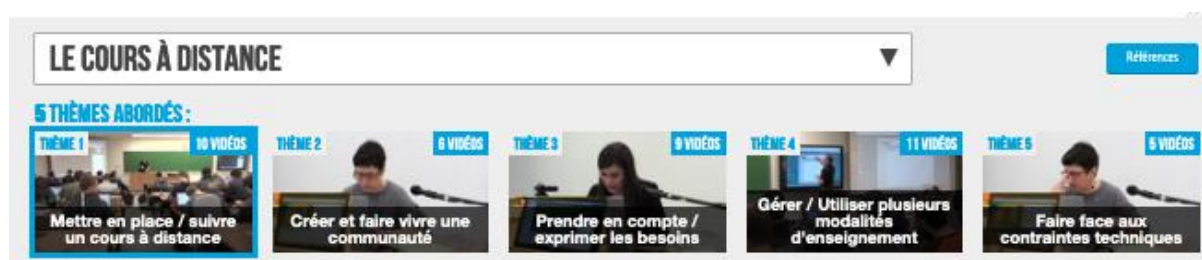 LE COURS À DISTANCE ▼
Références
5 THÈMES ABORDÉS :
THÈME 1 10 VIDÉOS
Mettre en place / suivre
un cours à distance
THÈME 2 6 VIDÉOS
Créer et faire vivre une
communauté
THÈME 3 9 VIDÉOS
Prendre en compte /
exprimer les besoins
THÈME 4 11 VIDÉOS
Gérer / Utiliser plusieurs
modalités
d'enseignement
THÈME 5 5 VIDÉOS
Faire face aux
contraintes techniques